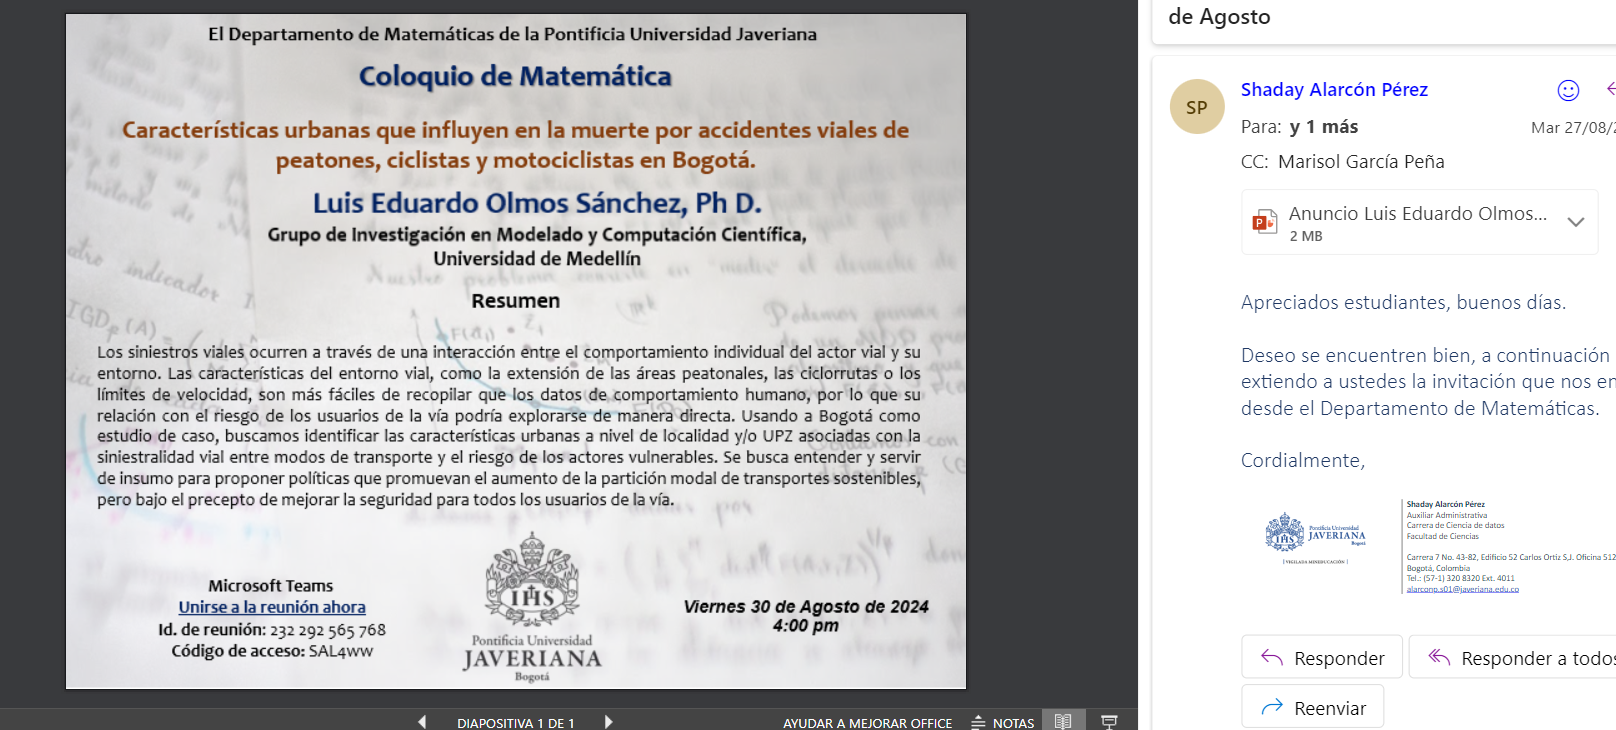 El Departamento de Matemáticas de la Pontificia Universidad Javeriana
Coloquio de Matemática
Características urbanas que influyen en la muerte por accidentes viales de
peatones, ciclistas y motociclistas en Bogotá.
Luis Eduardo Olmos Sánchez, Ph D.
Grupo de Investigación en Modelado y Computación Científica,
Universidad de Medellín
Resumen
Los siniestros viales ocurren a través de una interacción entre el comportamiento individual del actor vial y su
entorno. Las características del entorno vial, como la extensión de las áreas peatonales, las ciclorrutas o los
límites de velocidad, son más fáciles de recopilar que los datos de comportamiento humano, por lo que su
relación con el riesgo de los usuarios de la vía podría explorarse de manera directa. Usando a Bogotá como
estudio de caso, buscamos identificar las características urbanas a nivel de localidad y/o UPZ asociadas con la
siniestralidad vial entre modos de transporte y el riesgo de los actores vulnerables. Se busca entender y servir
de insumo para proponer políticas que promuevan el aumento de la partición modal de transportes sostenibles,
pero bajo el precepto de mejorar la seguridad para todos los usuarios de la vía.
Microsoft Teams
Unirse a la reunión ahora
Id. de reunión: 232 292 565 768
Código de acceso: SAL4ww
IHS
Pontificia Universidad
JAVERIANA
Bogotá
Viernes 30 de Agosto de 2024
4:00 pm
DIAPOSITIVA 1 DE 1
AYUDAR A MEJORAR OFFICE
NOTAS
de Agosto
SP
Shaday Alarcón Pérez
Para: y 1 más
Mar 27/08/2
CC: Marisol García Peña
Anuncio Luis Eduardo Olmos...
2 MB
Apreciados estudiantes, buenos días.
Deseo se encuentren bien, a continuación
extiendo a ustedes la invitación que nos en
desde el Departamento de Matemáticas.
Cordialmente,
IHS
Pontificia Universidad
JAVERIANA
Bogotá
[ VIGILADA MINEDUCACIÓN ]
Shaday Alarcón Pérez
Auxiliar Administrativa
Carrera de Ciencia de datos
Facultad de Ciencias
Carrera 7 No. 43-82, Edificio 52 Carlos Ortiz S,J. Oficina 512
Bogotá, Colombia
Tel.: (57-1) 320 8320 Ext. 4011
alarconp.s01@javeriana.edu.co
Responder
Responder a todos
Reenviar